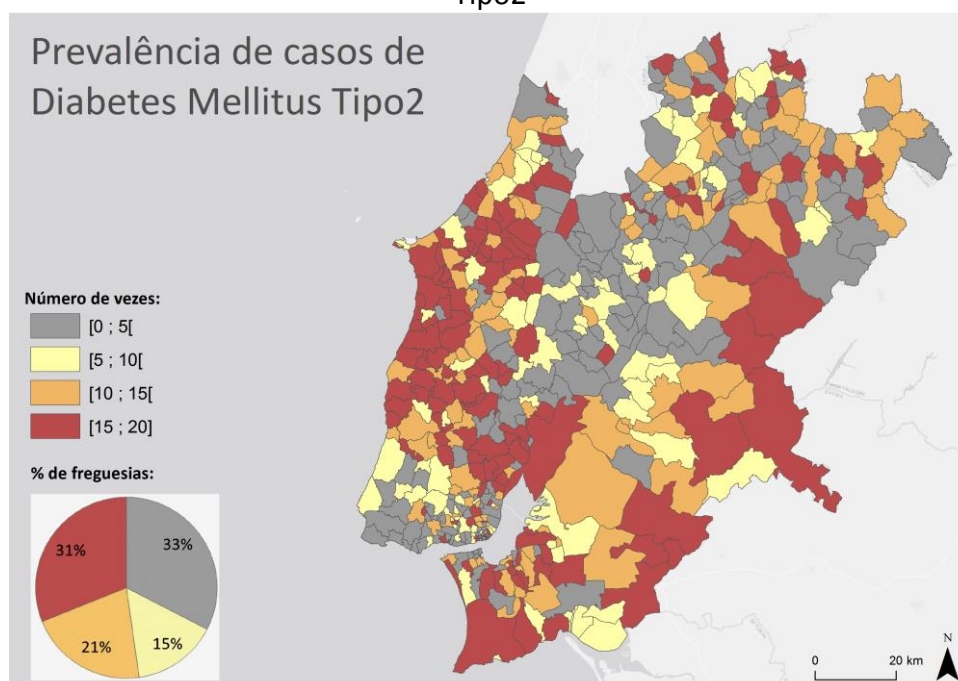 Tipo2
Prevalência de casos de
Diabetes Mellitus Tipo2
Número de vezes:
[0 ; 5[
[5 ; 10[
[10 ; 15[
[15 ; 20]
% de freguesias:
31%
33%
21%
15%
N
0 20 km